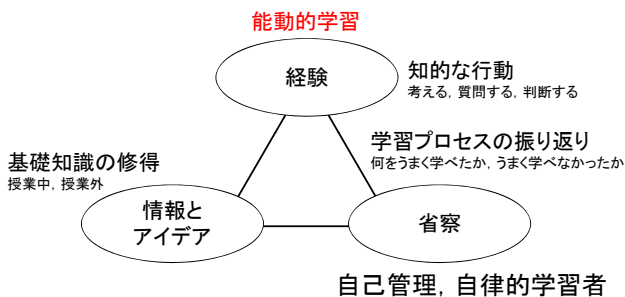 能動的学習
経験
知的な行動
考える, 質問する, 判断する
学習プロセスの振り返り
何をうまく学べたか, うまく学べなかったか
基礎知識の修得
授業中, 授業外
情報と
アイデア
省察
自己管理, 自律的学習者